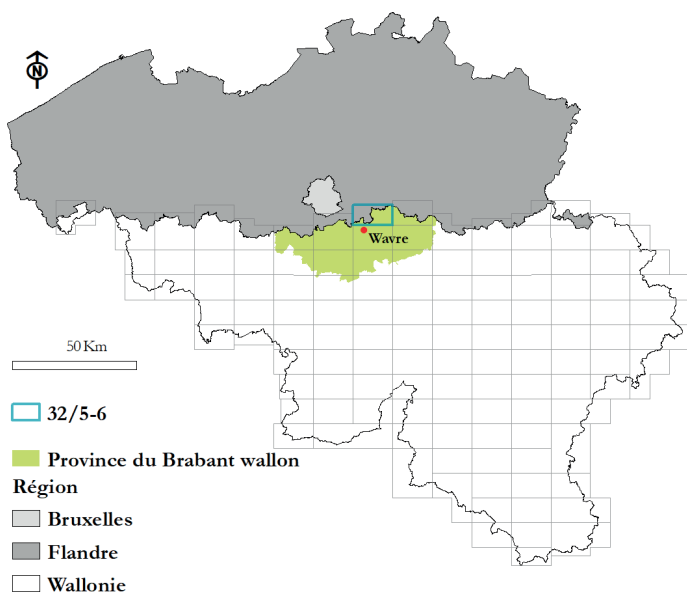 N
Wavre
50 Km
32/5-6
Province du Brabant wallon
Région
Bruxelles
Flandre
Wallonie